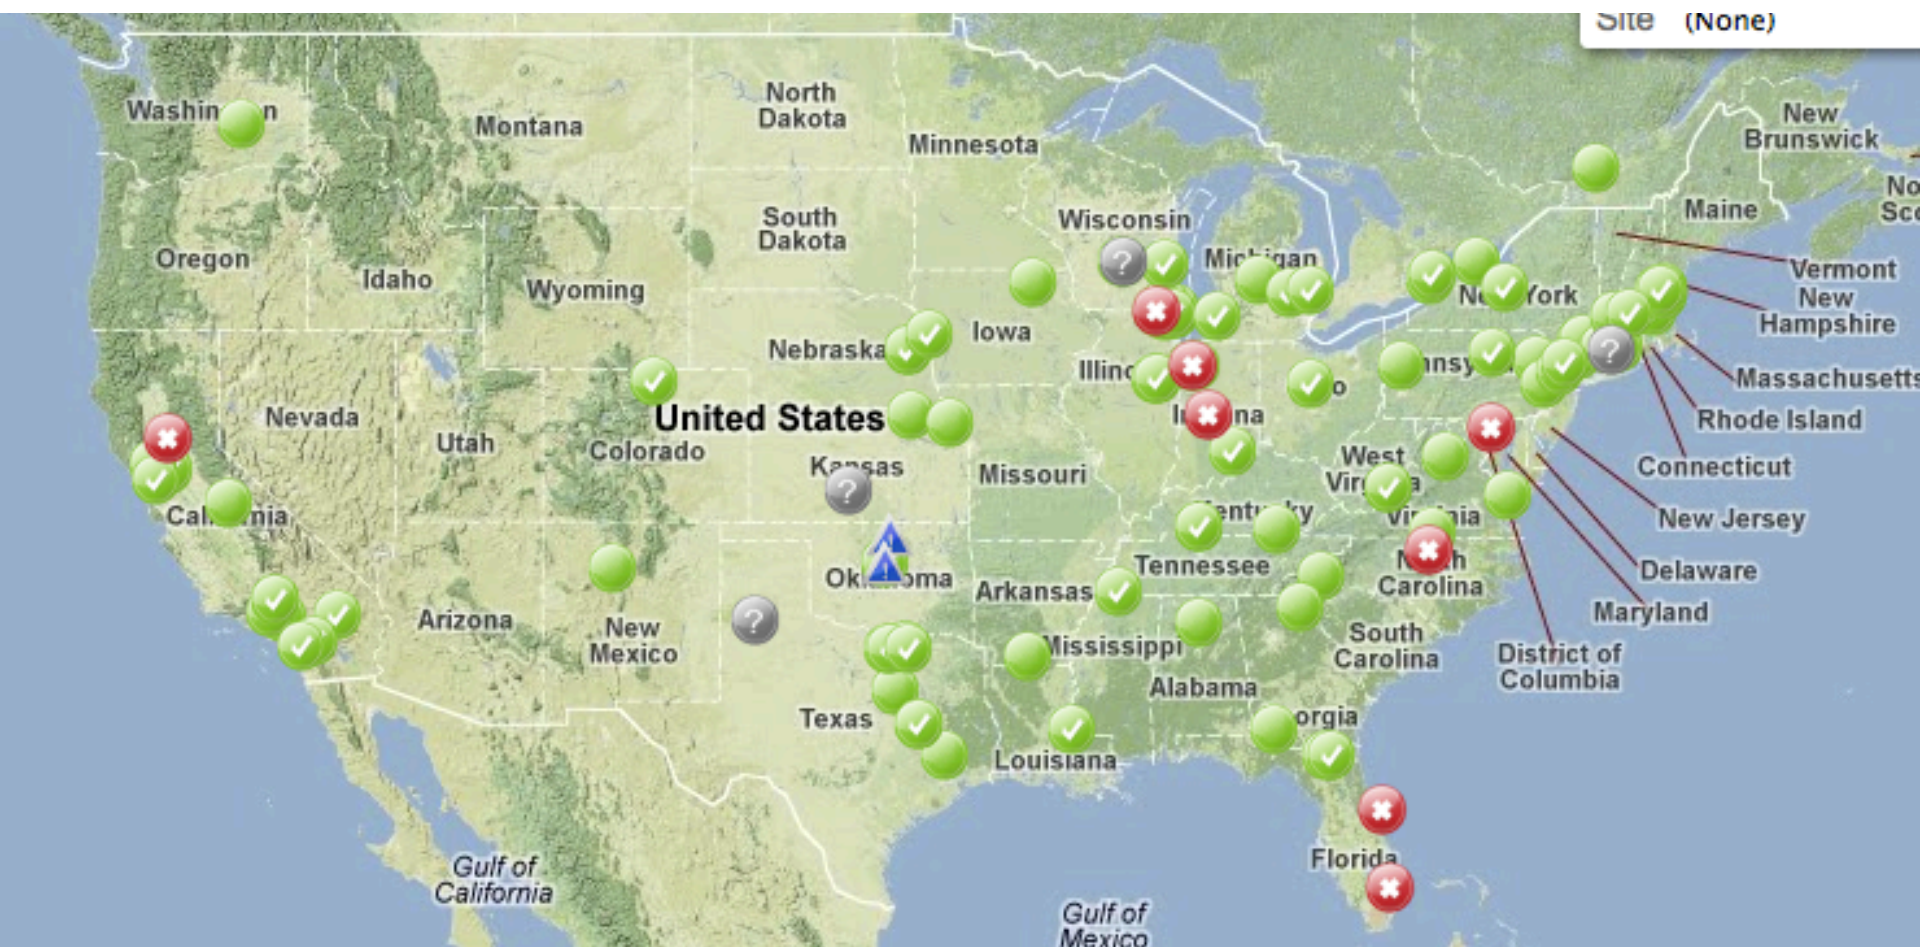 Site (None)
North
Dakota
New
Brunswick
Montana
Minnesota
Maine
Wisconsin
South
Dakota
Oregon
Idaho
Wyoming
Vermont
New
Hampshire
Iowa
Nebraska
Massachusetts
United States
Nevada
Utah
Colorado
Rhode Island
Kansas
Missouri
West
Connecticut
New Jersey
Tennessee
Delaware
Oklahoma
Arkansas
Carolina
Maryland
Arizona
New
Mexico
Mississippi
South
Carolina
District of
Columbia
Alabama
Texas
Louisiana
Florida
Gulf of
California
Gulf of
Mexico